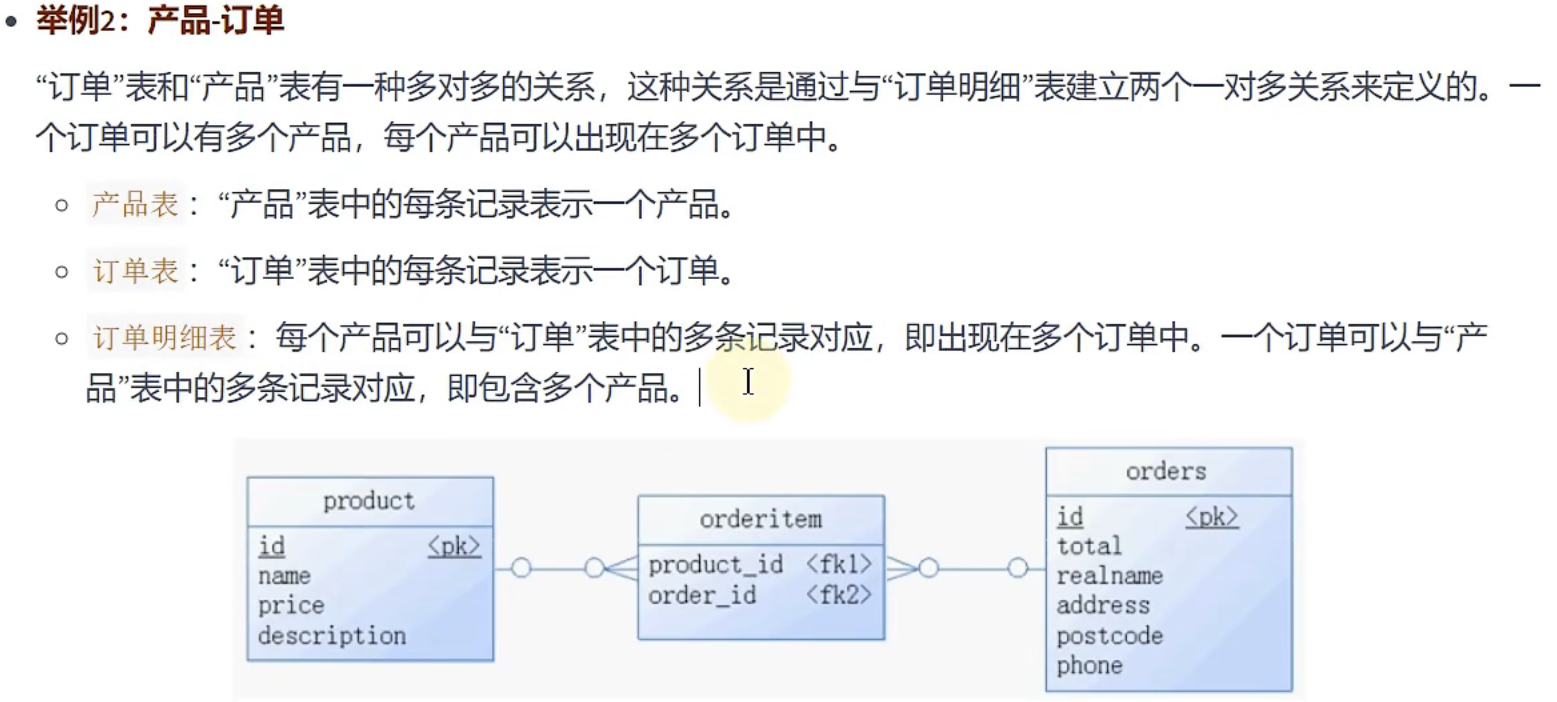 举例2：产品-订单
“订单”表和“产品”表有一种多对多的关系，这种关系是通过与“订单明细”表建立两个一对多关系来定义的。一
个订单可以有多个产品，每个产品可以出现在多个订单中。
产品表：“产品”表中的每条记录表示一个产品。
订单表：“订单”表中的每条记录表示一个订单。
订单明细表：每个产品可以与“订单”表中的多条记录对应，即出现在多个订单中。一个订单可以与“产
品”表中的多条记录对应，即包含多个产品。
product
id <pk>
name
price
description
orderitem
product_id <fk1>
order_id <fk2>
orders
id <pk>
total
realname
address
postcode
phone